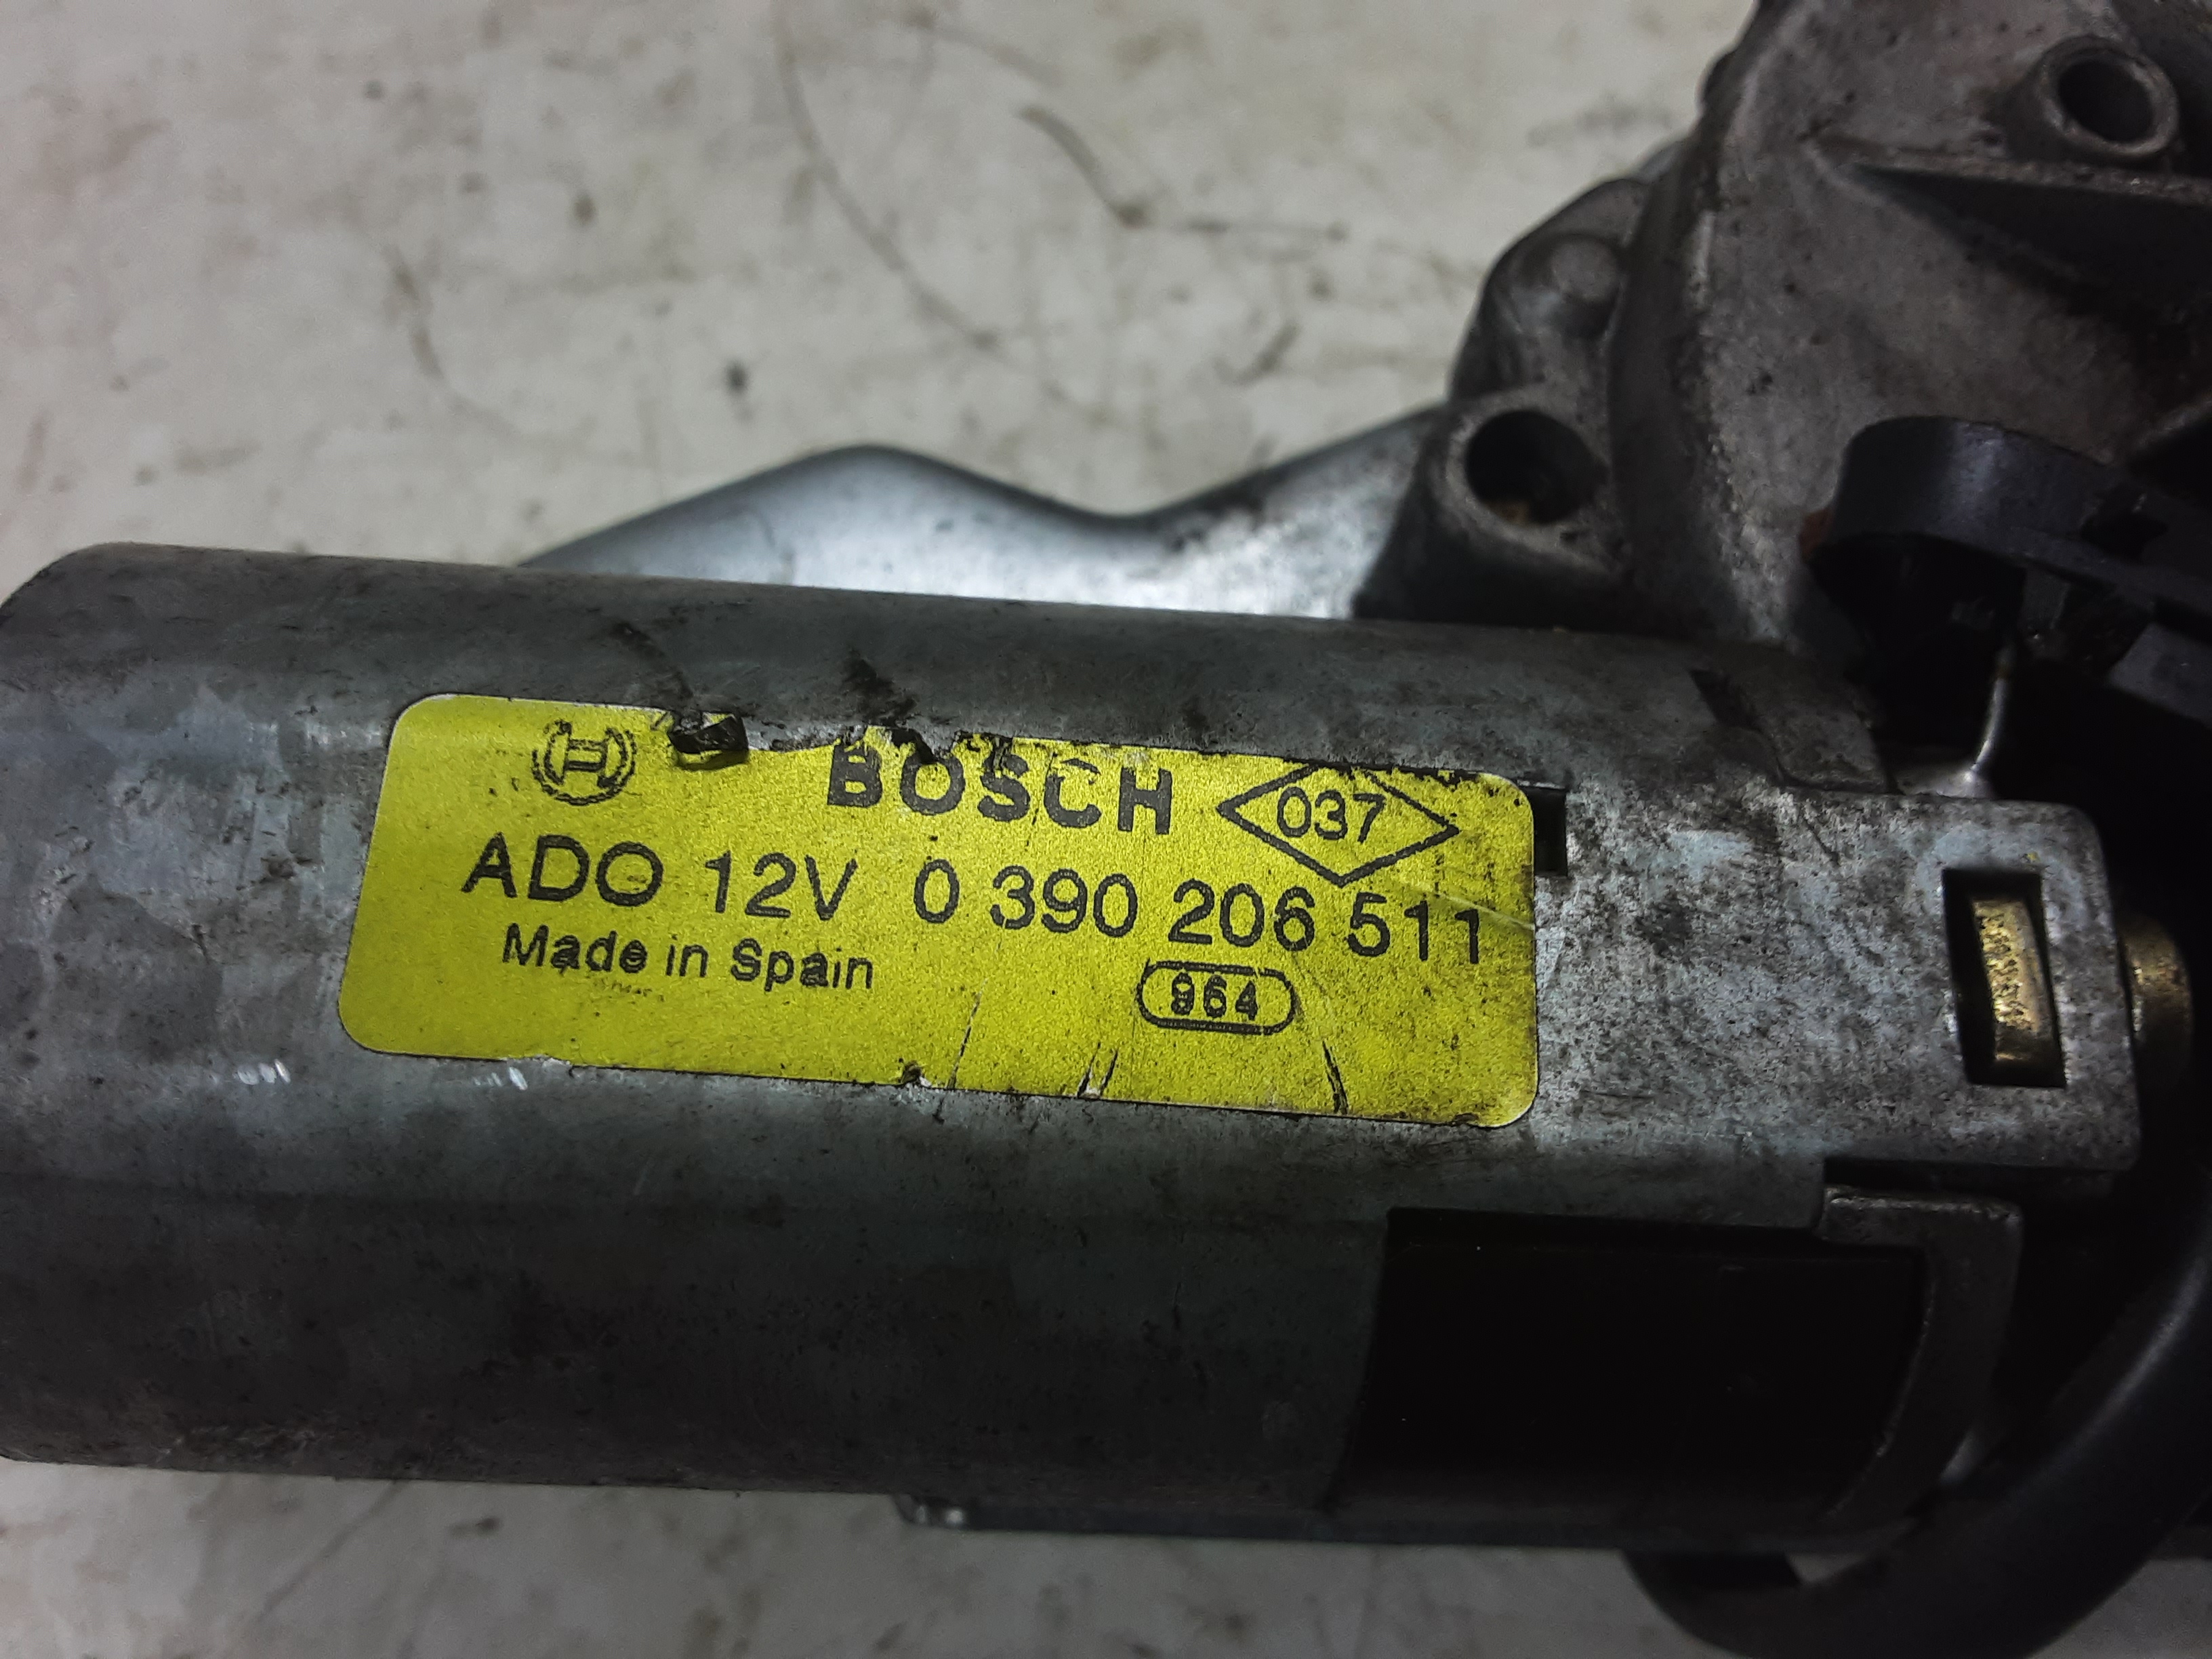 BOSCH 037
ADO 12V 0 390 206 511
Made in Spain
964